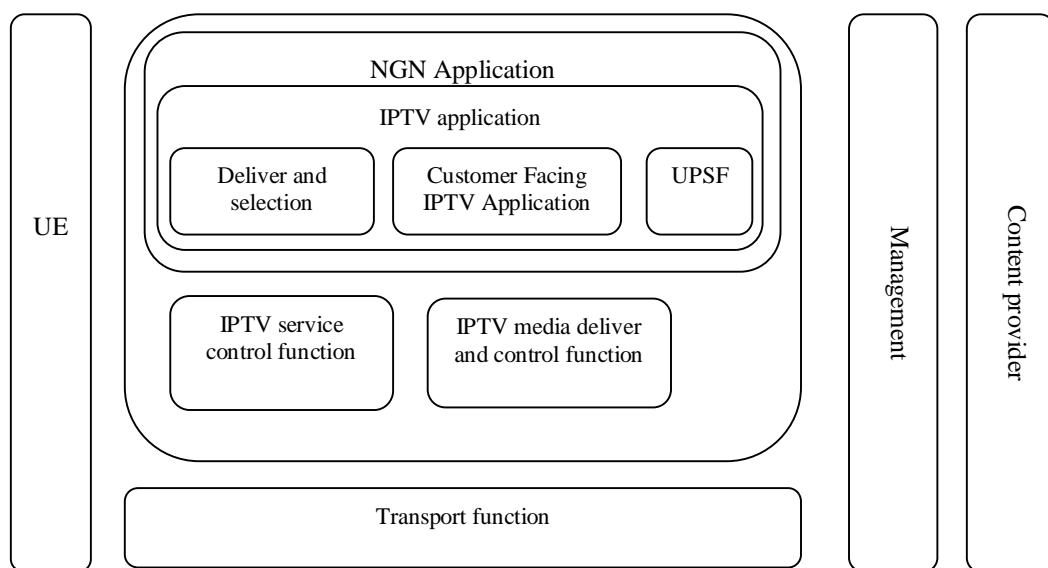 UE
NGN Application
IPTV application
Deliver and
selection
Customer Facing
IPTV Application
UPSF
IPTV service
control function
IPTV media deliver
and control function
Transport function
Management
Content provider